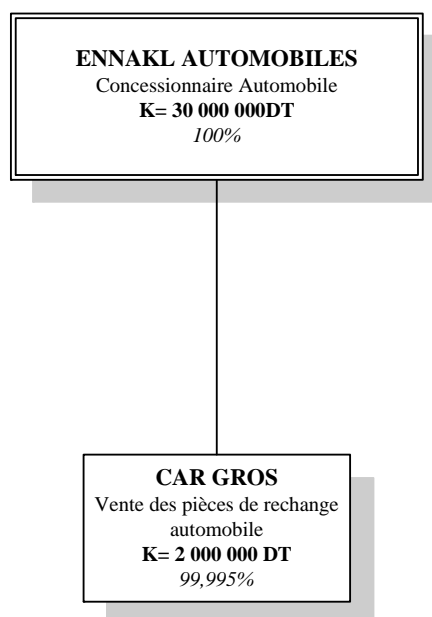 ENNAKL AUTOMOBILES
Concessionnaire Automobile
K= 30 000 000DT
100%
CAR GROS
Vente des pièces de rechange
automobile
K= 2 000 000 DT
99,995%